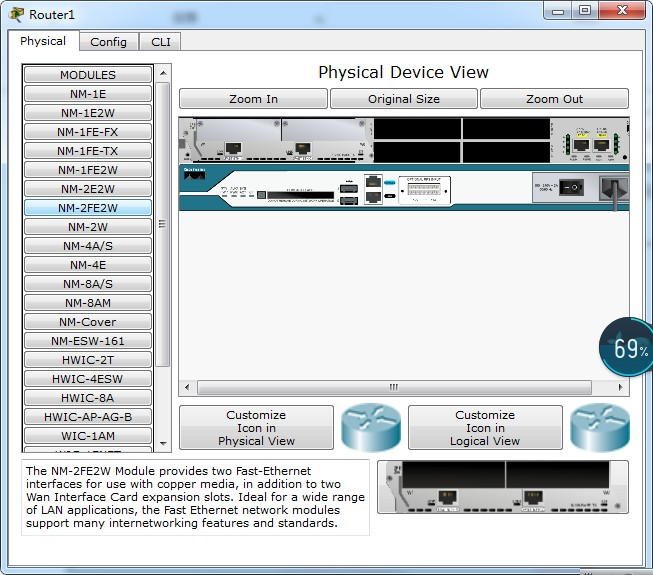 Router1
Physical
Config
CLI
MODULES
NM-1E
NM-1E2W
NM-1FE-FX
NM-1FE-TX
NM-1FE2W
NM-2E2W
NM-2FE2W
NM-2W
NM-4A/S
NM-4E
NM-8A/S
NM-8AM
NM-Cover
NM-ESW-161
HWIC-2T
HWIC-4ESW
HWIC-8A
HWIC-AP-AG-B
WIC-1AM
Physical Device View
Zoom In
Original Size
Zoom Out
OPTIONAL RPS INPUT
69%
Customize
Icon in
Physical View
Customize
Icon in
Logical View
The NM-2FE2W Module provides two Fast-Ethernet
interfaces for use with copper media, in addition to two
Wan Interface Card expansion slots. Ideal for a wide range
of LAN applications, the Fast Ethernet network modules
support many internetworking features and standards.